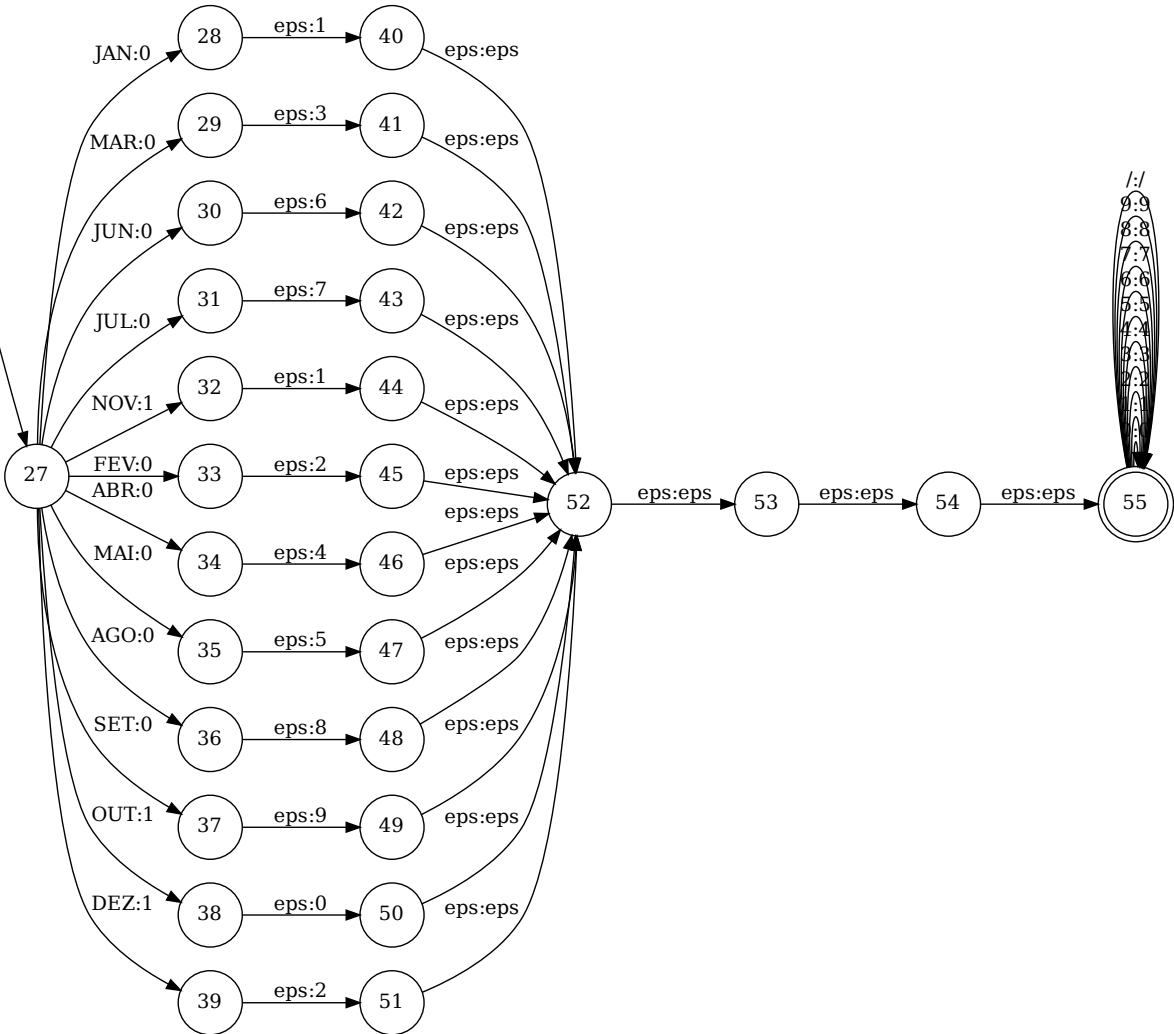 28 eps:1 40
JAN:0 eps:eps
29 eps:3 41
MAR:0 eps:eps
30 eps:6 42
JUN:0 eps:eps
31 eps:7 43
JUL:0 eps:eps
32 eps:1 44
NOV:1 eps:eps
27 FEV:0 33 eps:2 45 eps:eps
ABR:0 eps:eps
52 eps:eps 53 eps:eps 54 eps:eps 55
34 eps:4 46
MAI:0 eps:eps
35 eps:5 47
AGO:0 eps:eps
36 eps:8 48
SET:0 eps:eps
37 eps:9 49
OUT:1 eps:eps
38 eps:0 50
DEZ:1 eps:eps
39 eps:2 51
/:/
9:9
8:8
7:7
6:6
5:5
4:4
3:3
2:2